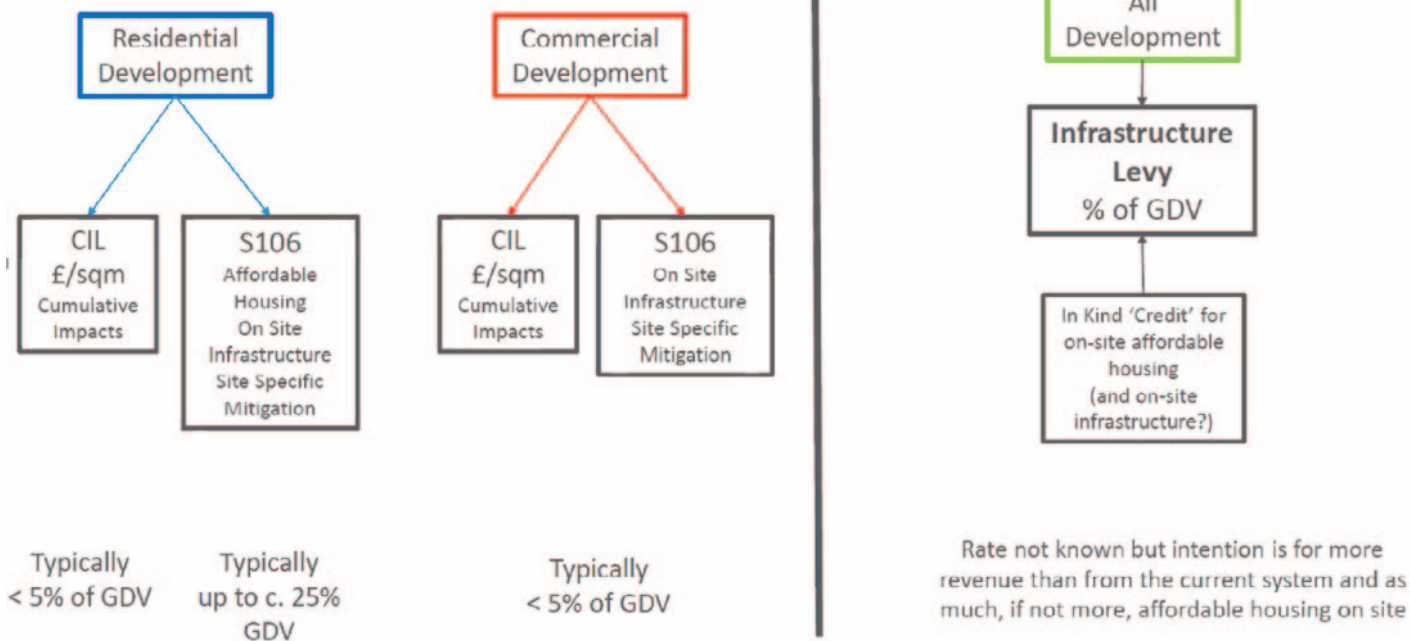 Residential
Development
CIL
£/sqm
Cumulative
Impacts
S106
Affordable
Housing
On Site
Infrastructure
Site Specific
Mitigation
Typically
< 5% of GDV
Typically
up to c. 25%
GDV
Commercial
Development
CIL
£/sqm
Cumulative
Impacts
S106
On Site
Infrastructure
Site Specific
Mitigation
Typically
< 5% of GDV
All
Development
Infrastructure
Levy
% of GDV
In Kind ‘Credit’ for
on-site affordable
housing
(and on-site
infrastructure?)
Rate not known but intention is for more
revenue than from the current system and as
much, if not more, affordable housing on site